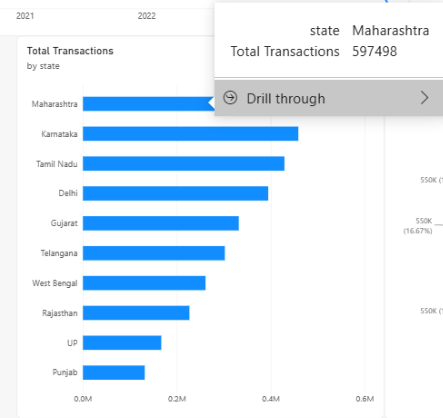 2021 2022
state Maharashtra
Total Transactions 597498
Drill through
Total Transactions
by state
Maharashtra
Karnataka
Tamil Nadu
Delhi
Gujarat
Telangana
West Bengal
Rajasthan
UP
Punjab
0.0M 0.2M 0.4M 0.6M
550K (1
550K
(16.67%)
550K (1